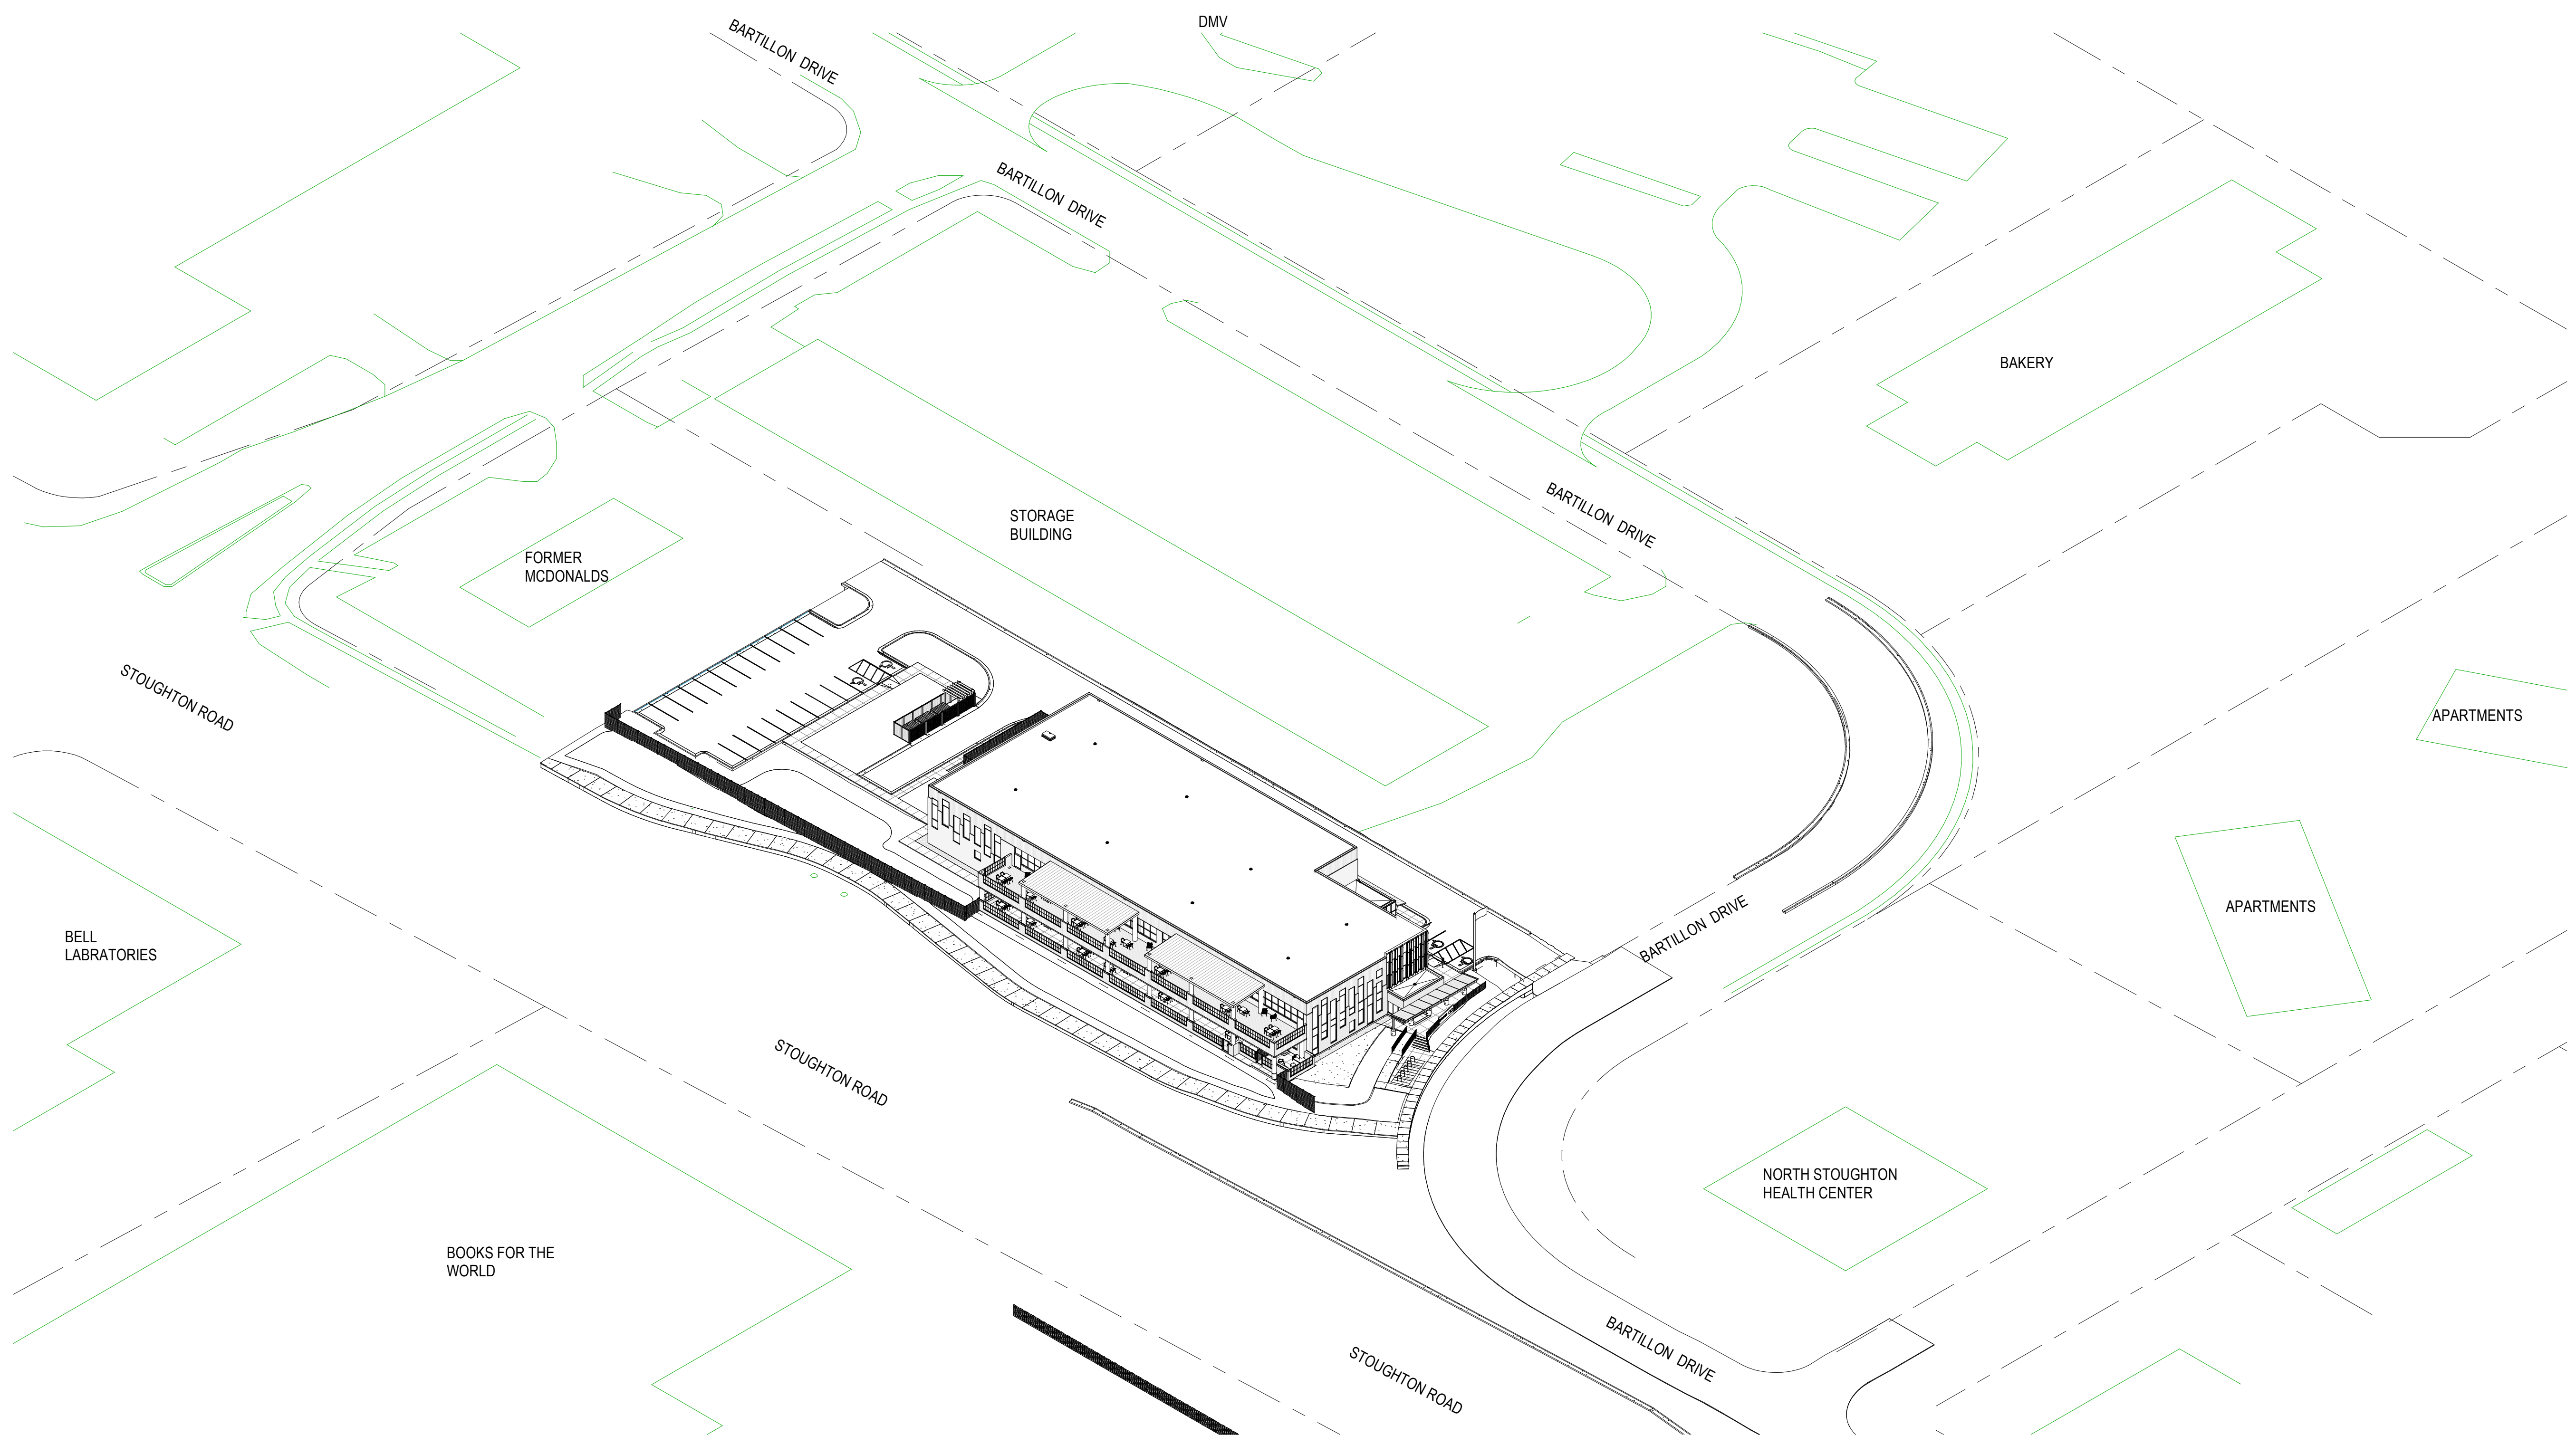 DMV
BARTILLON DRIVE
BARTILLON DRIVE
BAKERY
BARTILLON DRIVE
STORAGE
BUILDING
FORMER
MCDONALDS
STOUGHTON ROAD
APARTMENTS
APARTMENTS
BARTILLON DRIVE
BELL
LABRATORIES
STOUGHTON ROAD
NORTH STOUGHTON
HEALTH CENTER
BOOKS FOR THE
WORLD
BARTILLON DRIVE
STOUGHTON ROAD